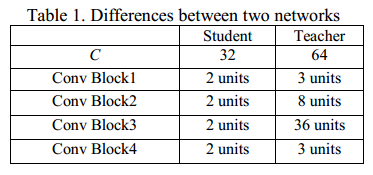 Table 1. Differences between two networks
Student Teacher
C 32 64
Conv Block1 2 units 3 units
Conv Block2 2 units 8 units
Conv Block3 2 units 36 units
Conv Block4 2 units 3 units